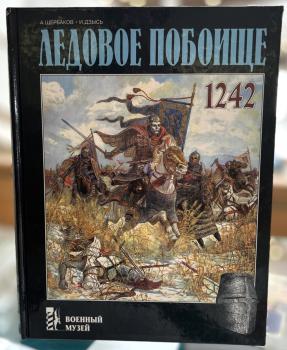 А. ЩЕРБАКОВ • И. ДЗЫСЬ
ЛЕДОВОЕ ПОБОИЩЕ
1242
ВОЕННЫЙ
МУЗЕЙ